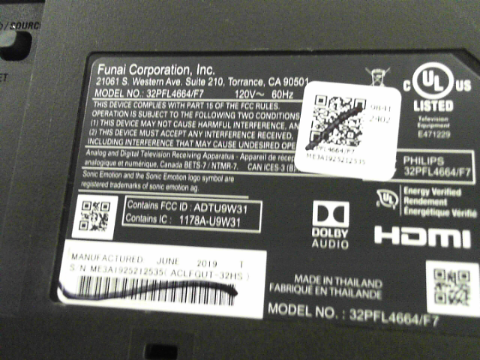 /SOURC
ET
Funai Corporation, Inc.
21061 S. Western Ave. Suite 210, Torrance, CA 90501
MODEL NO.: 32PFL4664/F7 120V~ 60Hz
THIS DEVICE COMPLIES WITH PART 15 OF THE FCC RULES.
OPERATION IS SUBJECT TO THE FOLLOWING TWO CONDITIONS
(1) THIS DEVICE MAY NOT CAUSE HARMFUL INTERFERENCE, AN
(2) THIS DEVICE MUST ACCEPT ANY INTERFERENCE
INCLUDING INTERFERENCE THAT MAY CAUSE UNDESIRED OPE
Analog and Digital Television Receiving Apparatus - Appareil de récep
analogique et numérique, Canada BETS-7 / NTMR-7. CAN ICES-3 (B)
Sonic Emotion and the Sonic Emotion logo symbol are
registered trademarks of sonic emotion ag.
C UL US
LISTED
Television
Equipment
E471229
PHILIPS
32PFL4664/F7
Energy Verified
Rendement
Énergétique Vérifié
Contains FCC ID : ADTU9W31
Contains IC : 1178A-U9W31
DOLBY
AUDIO
HDMI
MANUFACTURED JUNE 2019
MADE IN THAILAND
FABRIQUÉ EN THAÏLANDE
MODEL NO. : 32PFL4664/F7